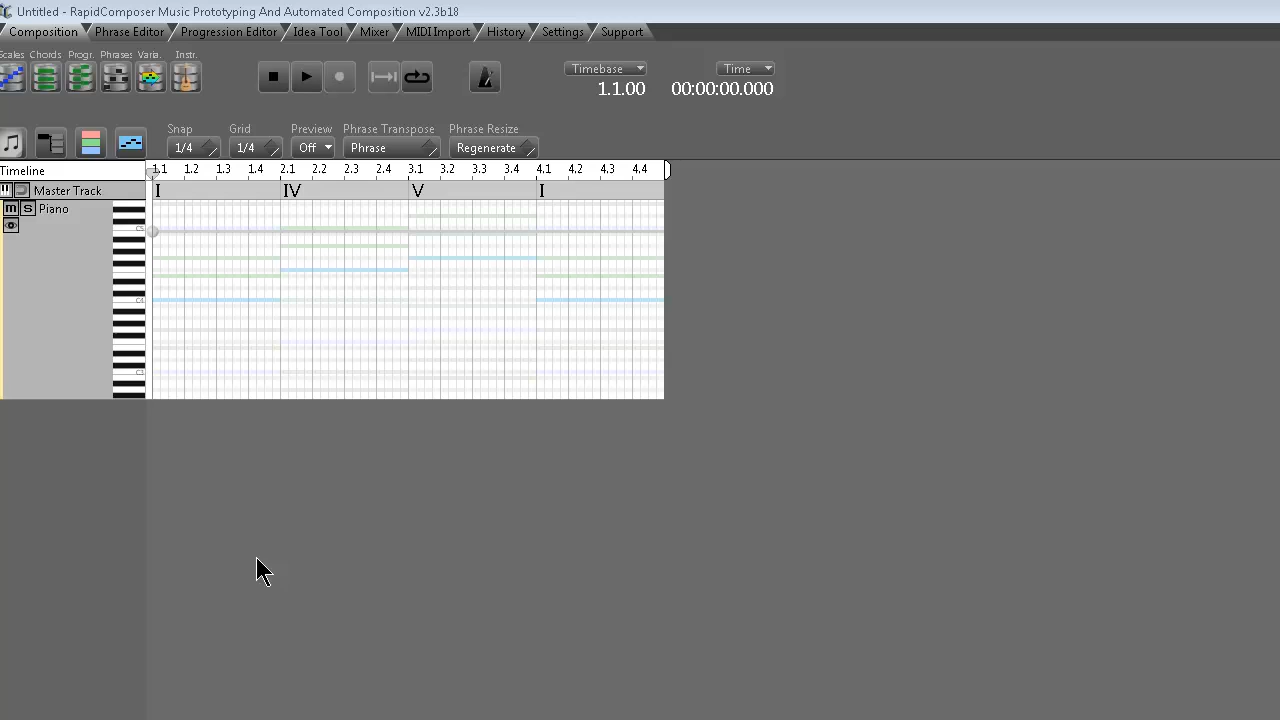 Untitled - RapidComposer Music Prototyping And Automated Composition v2.3b18
Composition Phrase Editor Progression Editor Idea Tool Mixer MIDI Import History Settings Support
Scales Chords Progr. Phrases Varia. Instr.
Timebase Time
1.1.00 00:00:00.000
Snap Grid Preview Phrase Transpose Phrase Resize
1/4 1/4 Off Phrase Regenerate
Timeline 1.1 1.2 1.3 1.4 2.1 2.2 2.3 2.4 3.1 3.2 3.3 3.4 4.1 4.2 4.3 4.4
Master Track I IV V I
m S Piano
C5
C4
C3